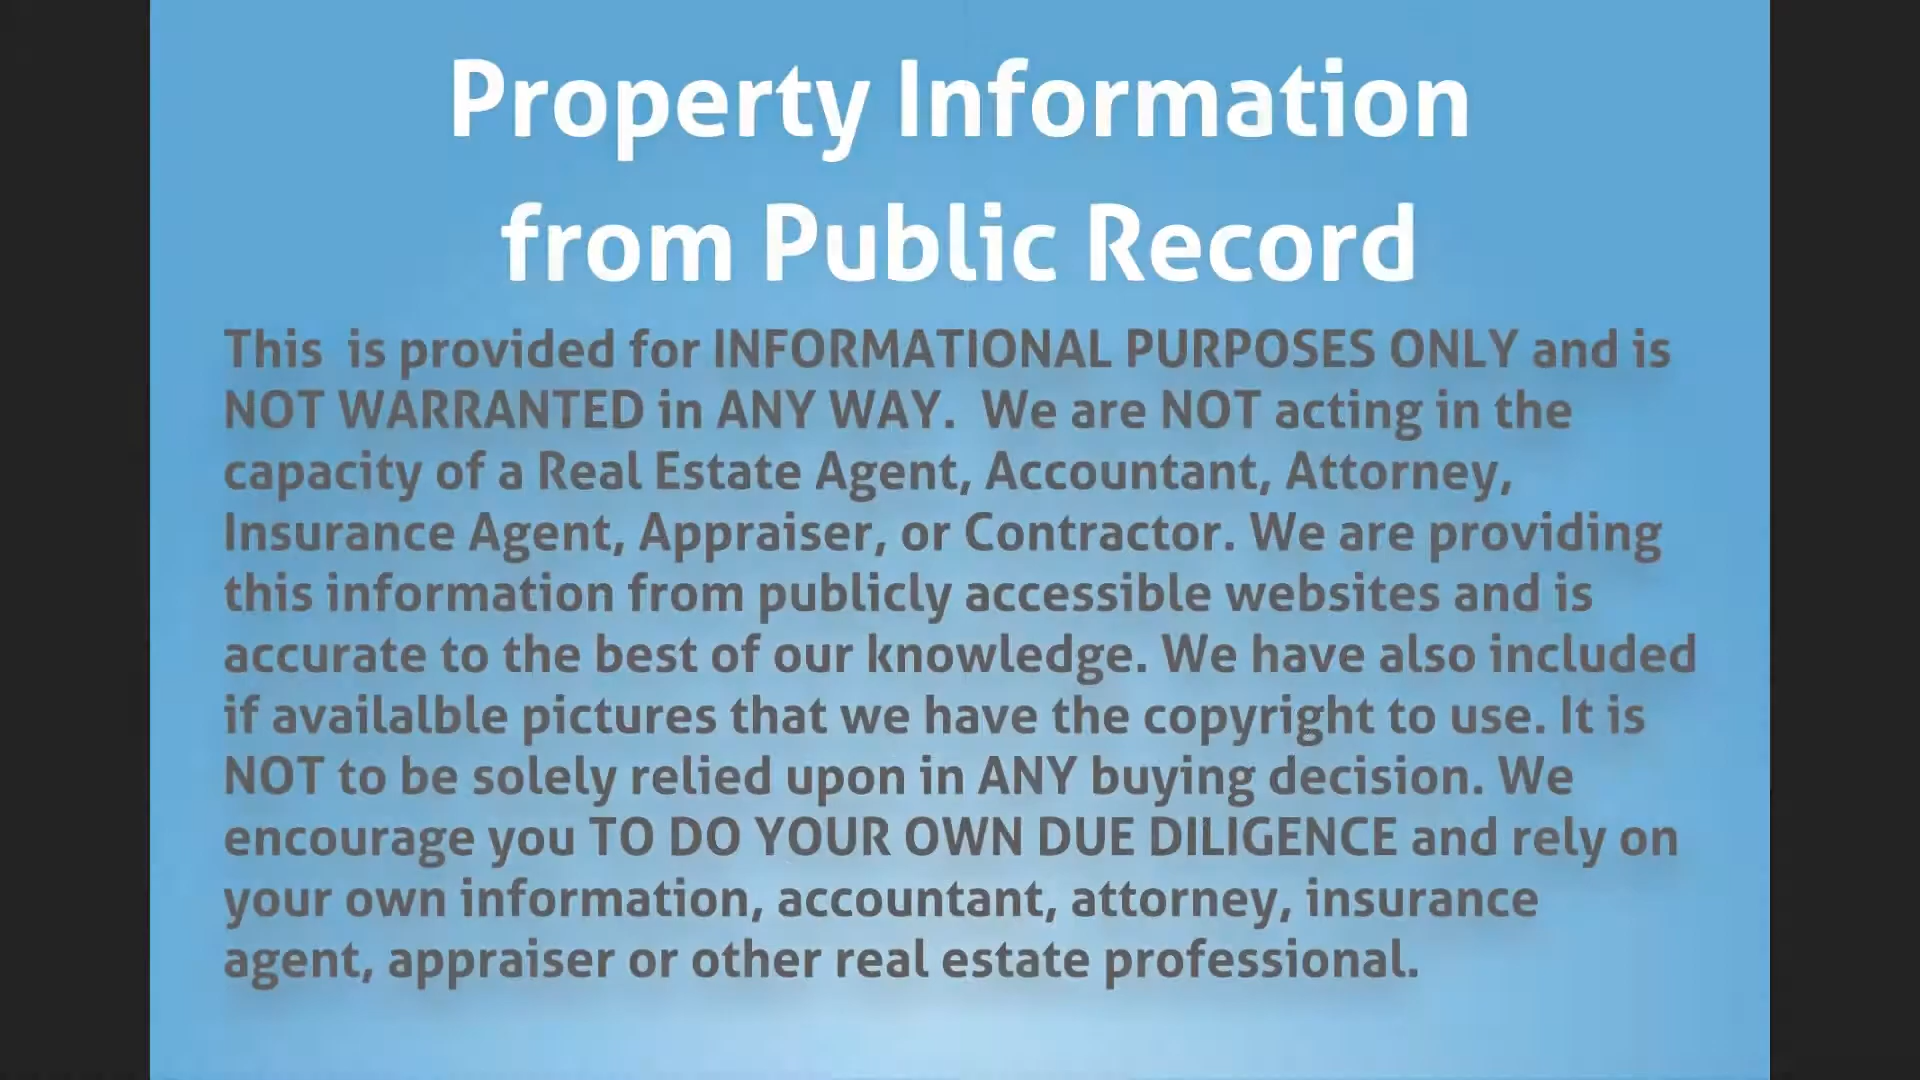 Property Information
from Public Record
This  is provided for INFORMATIONAL PURPOSES ONLY and is
NOT WARRANTED in ANY WAY.  We are NOT acting in the
capacity of a Real Estate Agent, Accountant, Attorney,
Insurance Agent, Appraiser, or Contractor. We are providing
this information from publicly accessible websites and is
accurate to the best of our knowledge. We have also included
if availalble pictures that we have the copyright to use. It is
NOT to be solely relied upon in ANY buying decision. We
encourage you TO DO YOUR OWN DUE DILIGENCE and rely on
your own information, accountant, attorney, insurance
agent, appraiser or other real estate professional.